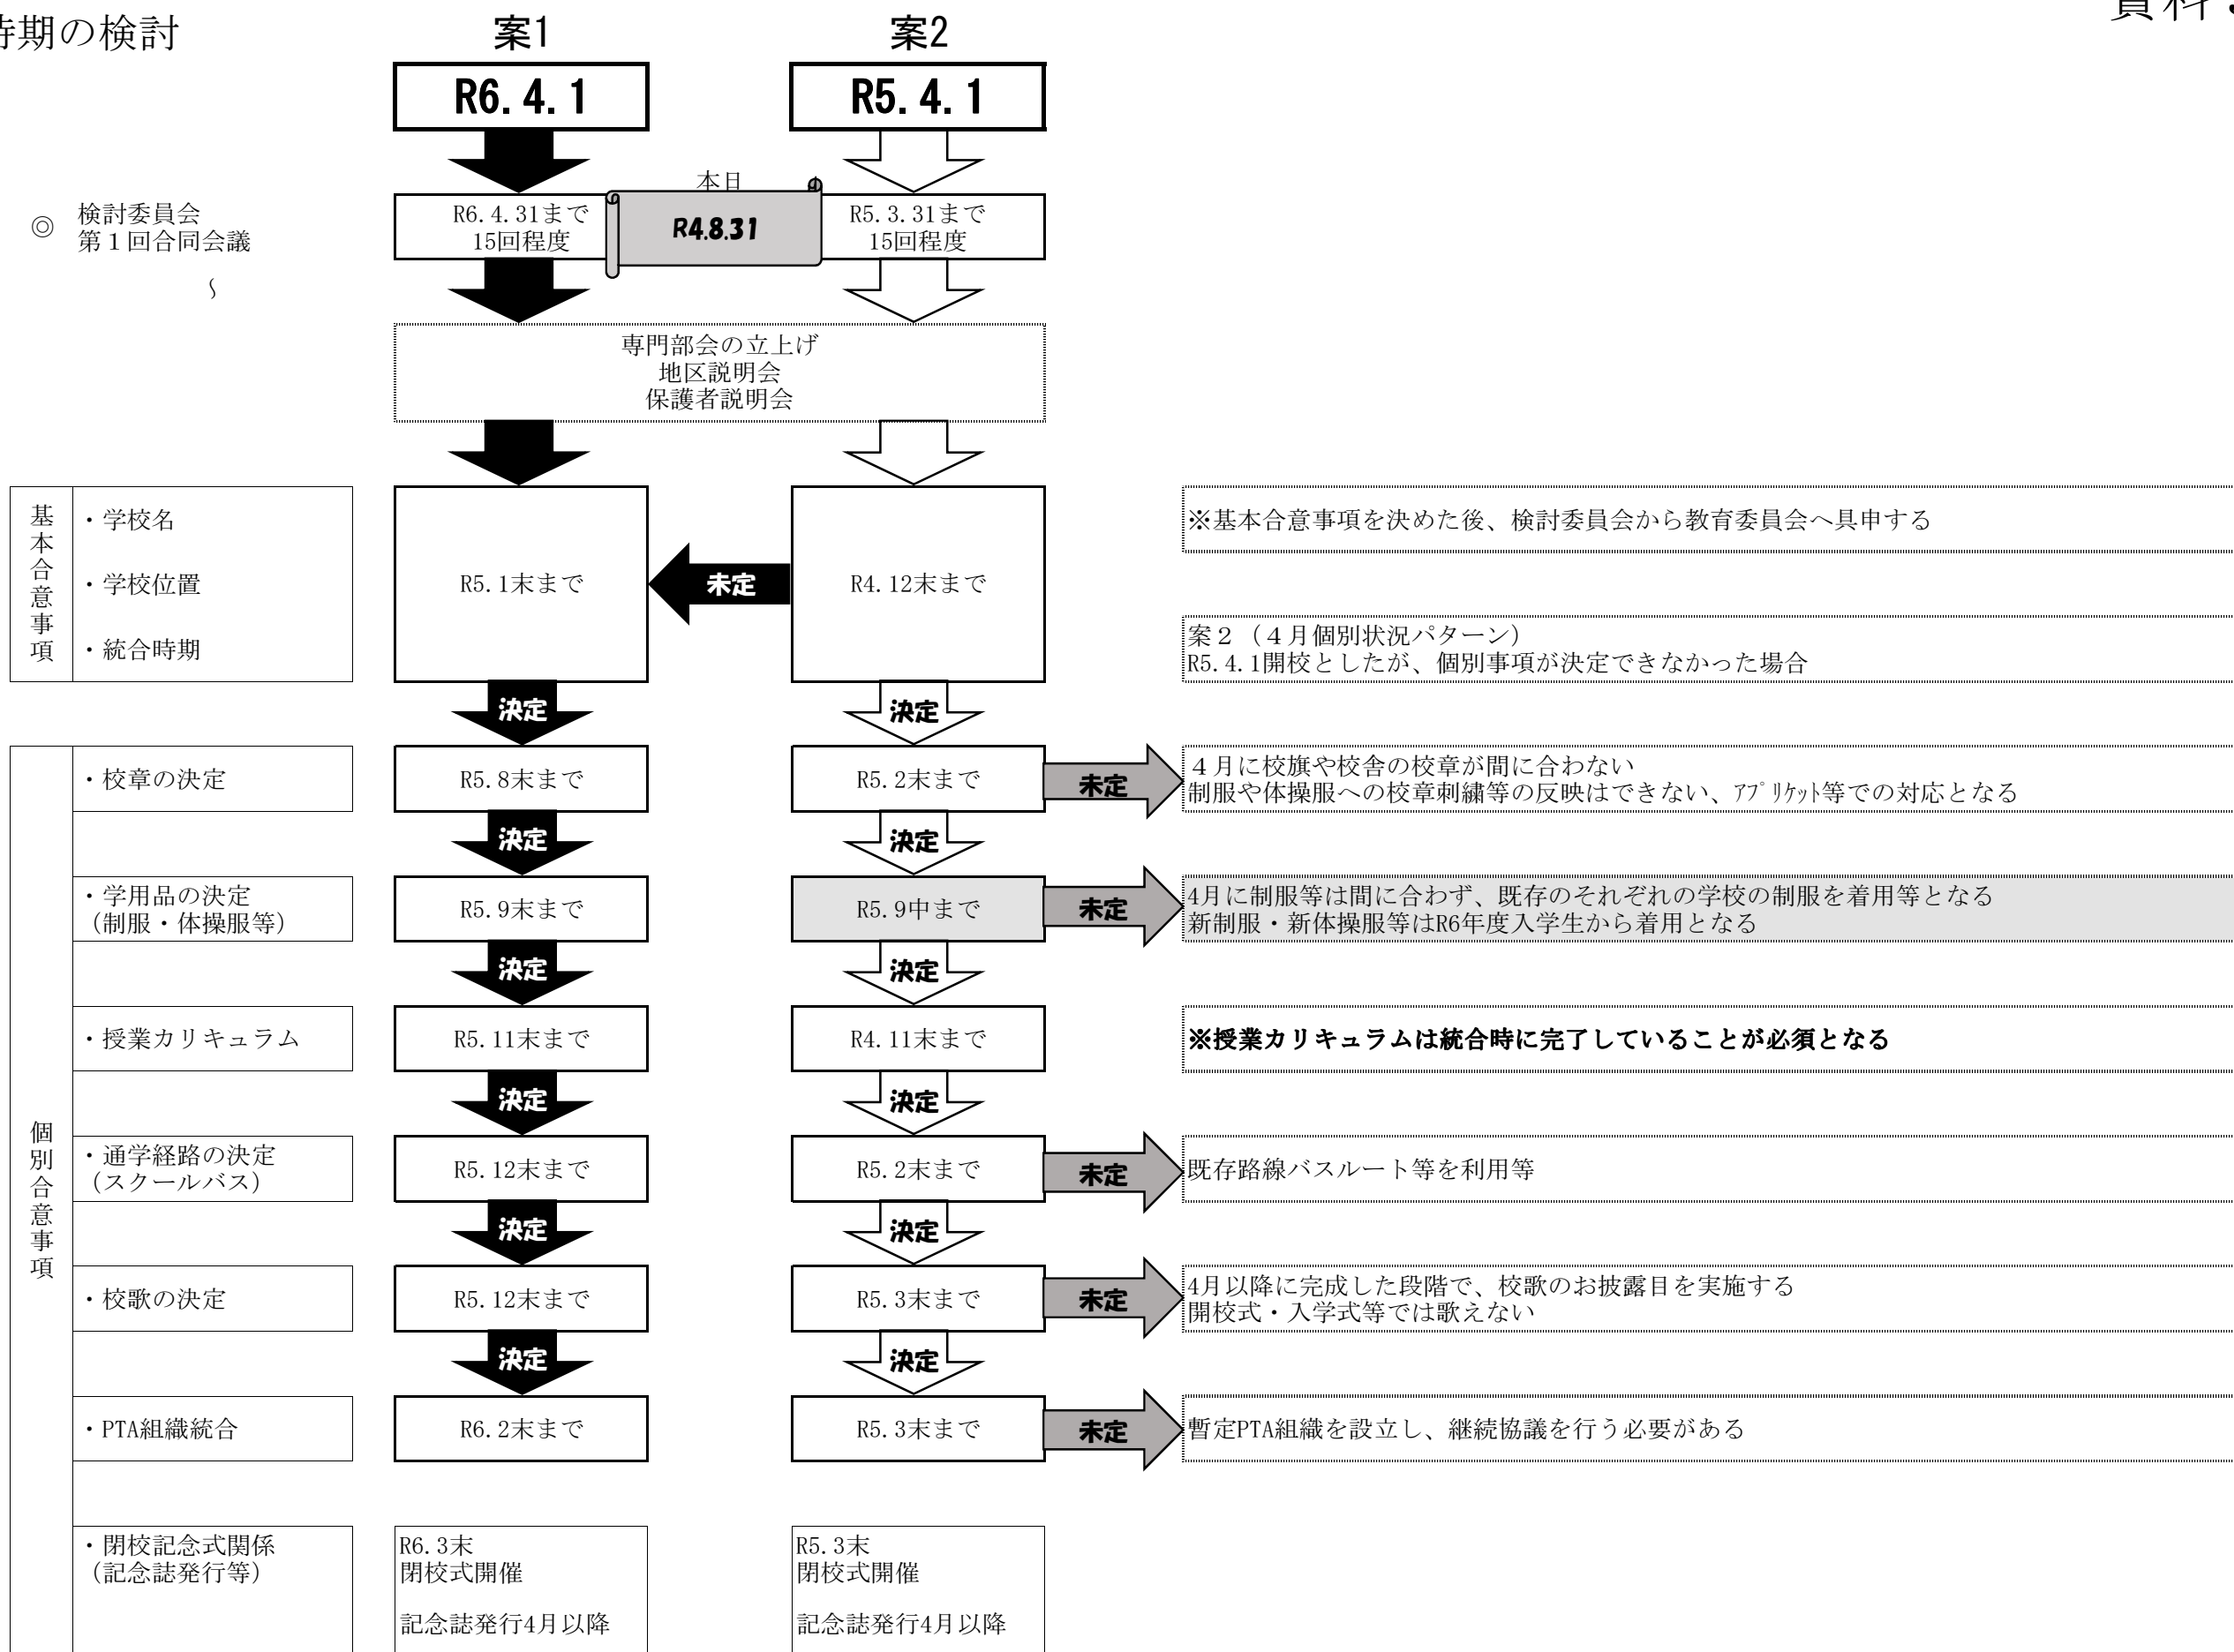 時期の検討
資料
案1
案2
R6.4.1
R5.4.1
◎ 検討委員会
第１回合同会議
～
R6.4.31まで
15回程度
本日
R4.8.31
R5.3.31まで
15回程度
専門部会の立上げ
地区説明会
保護者説明会
基本合意事項
・学校名
・学校位置
・統合時期
R5.1末まで
未定
R4.12末まで
※基本合意事項を決めた後、検討委員会から教育委員会へ具申する
案２（４月個別状況パターン）
R5.4.1開校としたが、個別事項が決定できなかった場合
決定
決定
個別合意事項
・校章の決定
R5.8末まで
R5.2末まで
未定
４月に校旗や校舎の校章が間に合わない
制服や体操服への校章刺繍等の反映はできない、ｱﾌﾟﾘｹｯﾄ等での対応となる
決定
決定
・学用品の決定
（制服・体操服等）
R5.9末まで
R5.9中まで
未定
4月に制服等は間に合わず、既存のそれぞれの学校の制服を着用等となる
新制服・新体操服等はR6年度入学生から着用となる
決定
決定
・授業カリキュラム
R5.11末まで
R4.11末まで
※授業カリキュラムは統合時に完了していることが必須となる
決定
決定
・通学経路の決定
（スクールバス）
R5.12末まで
R5.2末まで
未定
既存路線バスルート等を利用等
決定
決定
・校歌の決定
R5.12末まで
R5.3末まで
未定
4月以降に完成した段階で、校歌のお披露目を実施する
開校式・入学式等では歌えない
決定
決定
・PTA組織統合
R6.2末まで
R5.3末まで
未定
暫定PTA組織を設立し、継続協議を行う必要がある
・閉校記念式関係
（記念誌発行等）
R6.3末
閉校式開催
記念誌発行4月以降
R5.3末
閉校式開催
記念誌発行4月以降